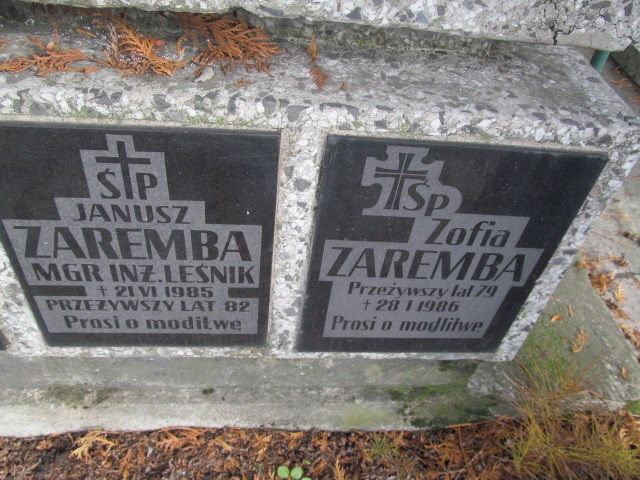 ŚP
JANUSZ
ZAREMBA
MGR INŻ. LEŚNIK
+ 21 VI 1985
PRZEŻYWSZY LAT 82
Prosi o modlitwę
ŚP
Zofia
ZAREMBA
Przeżywszy lat 79
+ 28 I 1986
Prosi o modlitwę